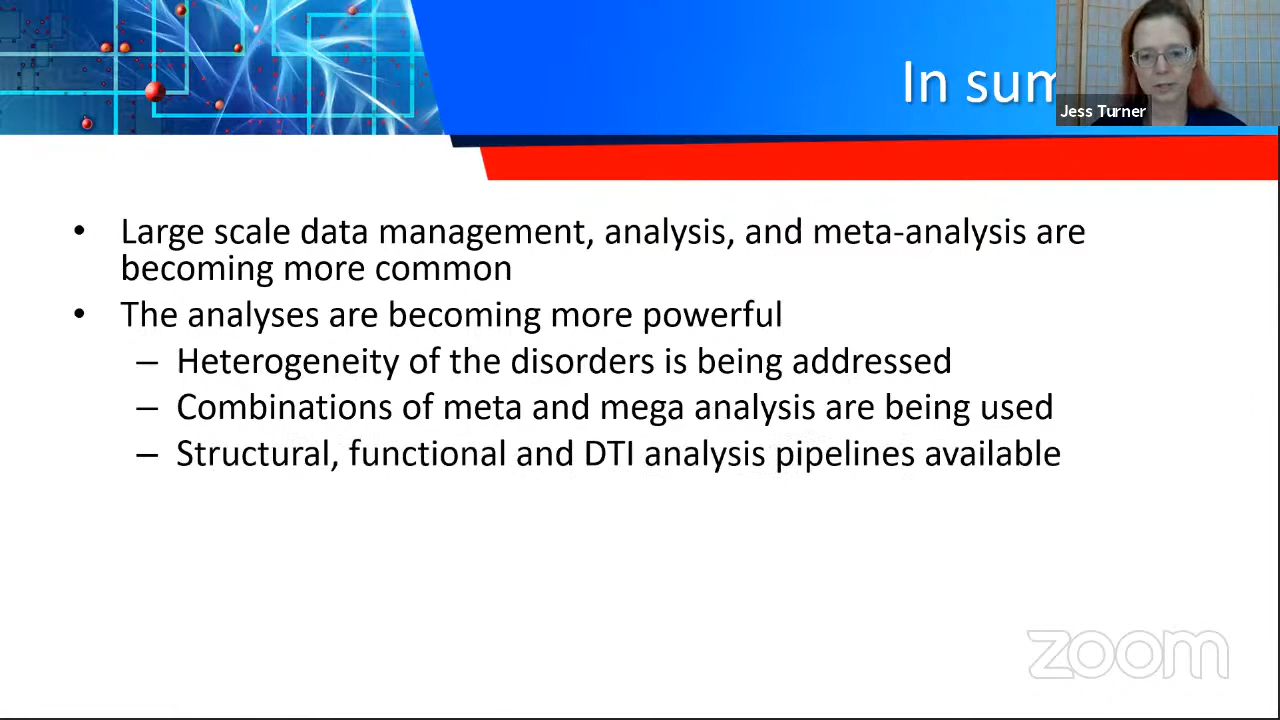 In sum
Jess Turner
• Large scale data management, analysis, and meta-analysis are
becoming more common
• The analyses are becoming more powerful
– Heterogeneity of the disorders is being addressed
– Combinations of meta and mega analysis are being used
– Structural, functional and DTI analysis pipelines available
zoom